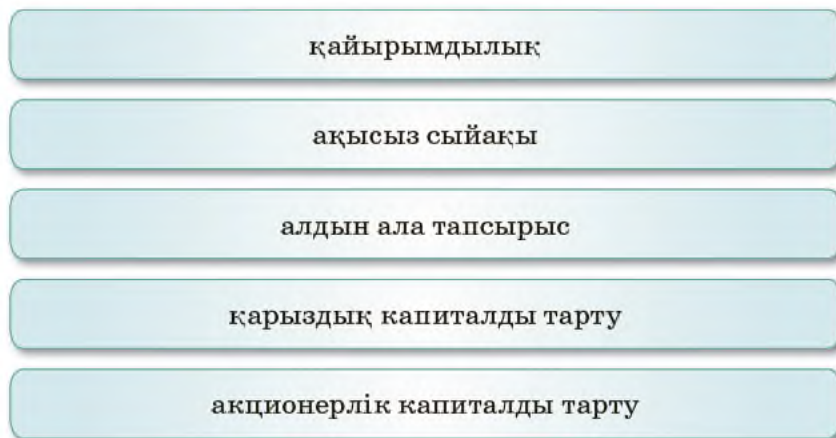 қайырымдылық
ақысыз сыйақы
алдын ала тапсырыс
қарыздық капиталды тарту
акционерлік капиталды тарту